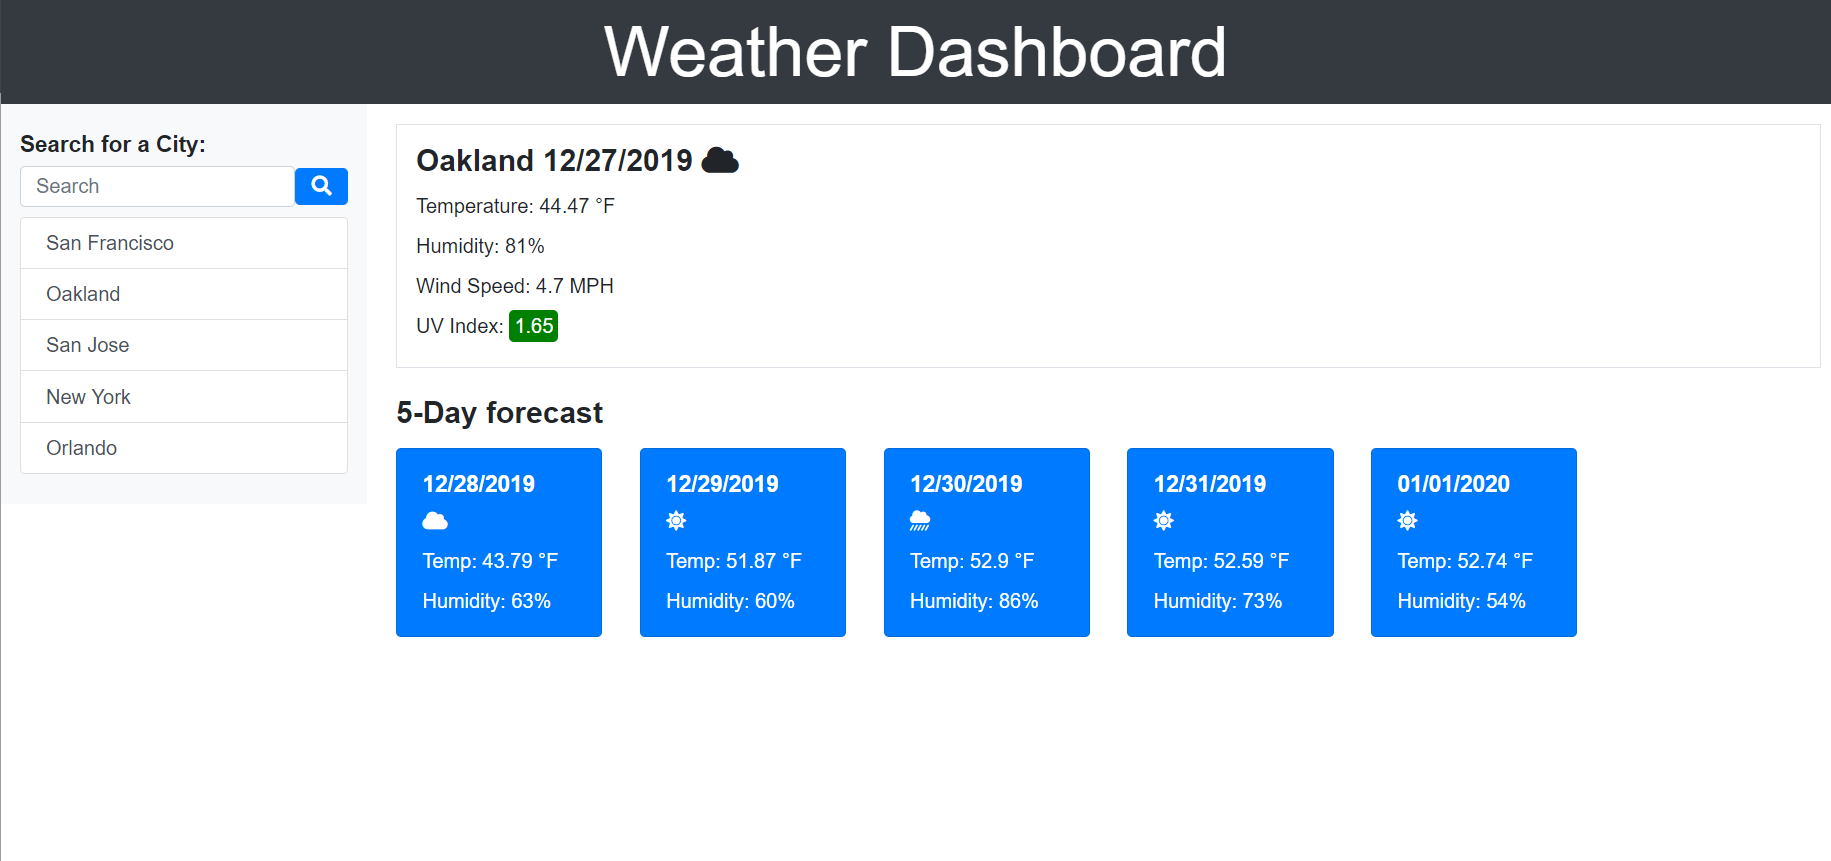 Weather Dashboard
Search for a City:
Search
San Francisco
Oakland
San Jose
New York
Orlando
Oakland 12/27/2019
Temperature: 44.47 °F
Humidity: 81%
Wind Speed: 4.7 MPH
UV Index: 1.65
5-Day forecast
12/28/2019
Temp: 43.79 °F
Humidity: 63%
12/29/2019
Temp: 51.87 °F
Humidity: 60%
12/30/2019
Temp: 52.9 °F
Humidity: 86%
12/31/2019
Temp: 52.59 °F
Humidity: 73%
01/01/2020
Temp: 52.74 °F
Humidity: 54%